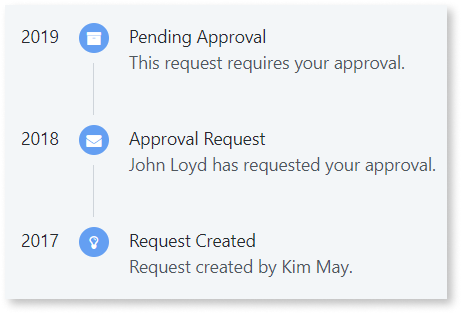 2019 Pending Approval
This request requires your approval.
2018 Approval Request
John Loyd has requested your approval.
2017 Request Created
Request created by Kim May.